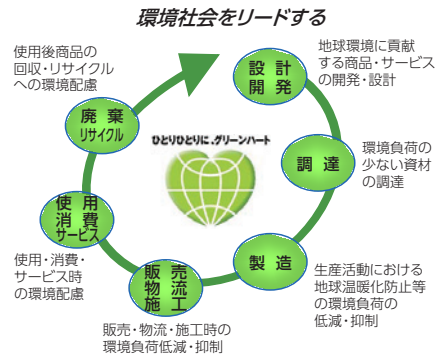 環境社会をリードする
設計
開発
地球環境に貢献
する商品・サービス
の開発・設計
調達
環境負荷の
少ない資材
の調達
製造
生産活動における
地球温暖化防止等
の環境負荷の
低減・抑制
販売
物流
施工
販売・物流・施工時の
環境負荷低減・抑制
使用
消費
サービス
使用・消費・
サービス時
の環境配慮
廃棄
リサイクル
使用後商品の
回収・リサイクル
への環境配慮
ひとりひとりに、グリーンハート